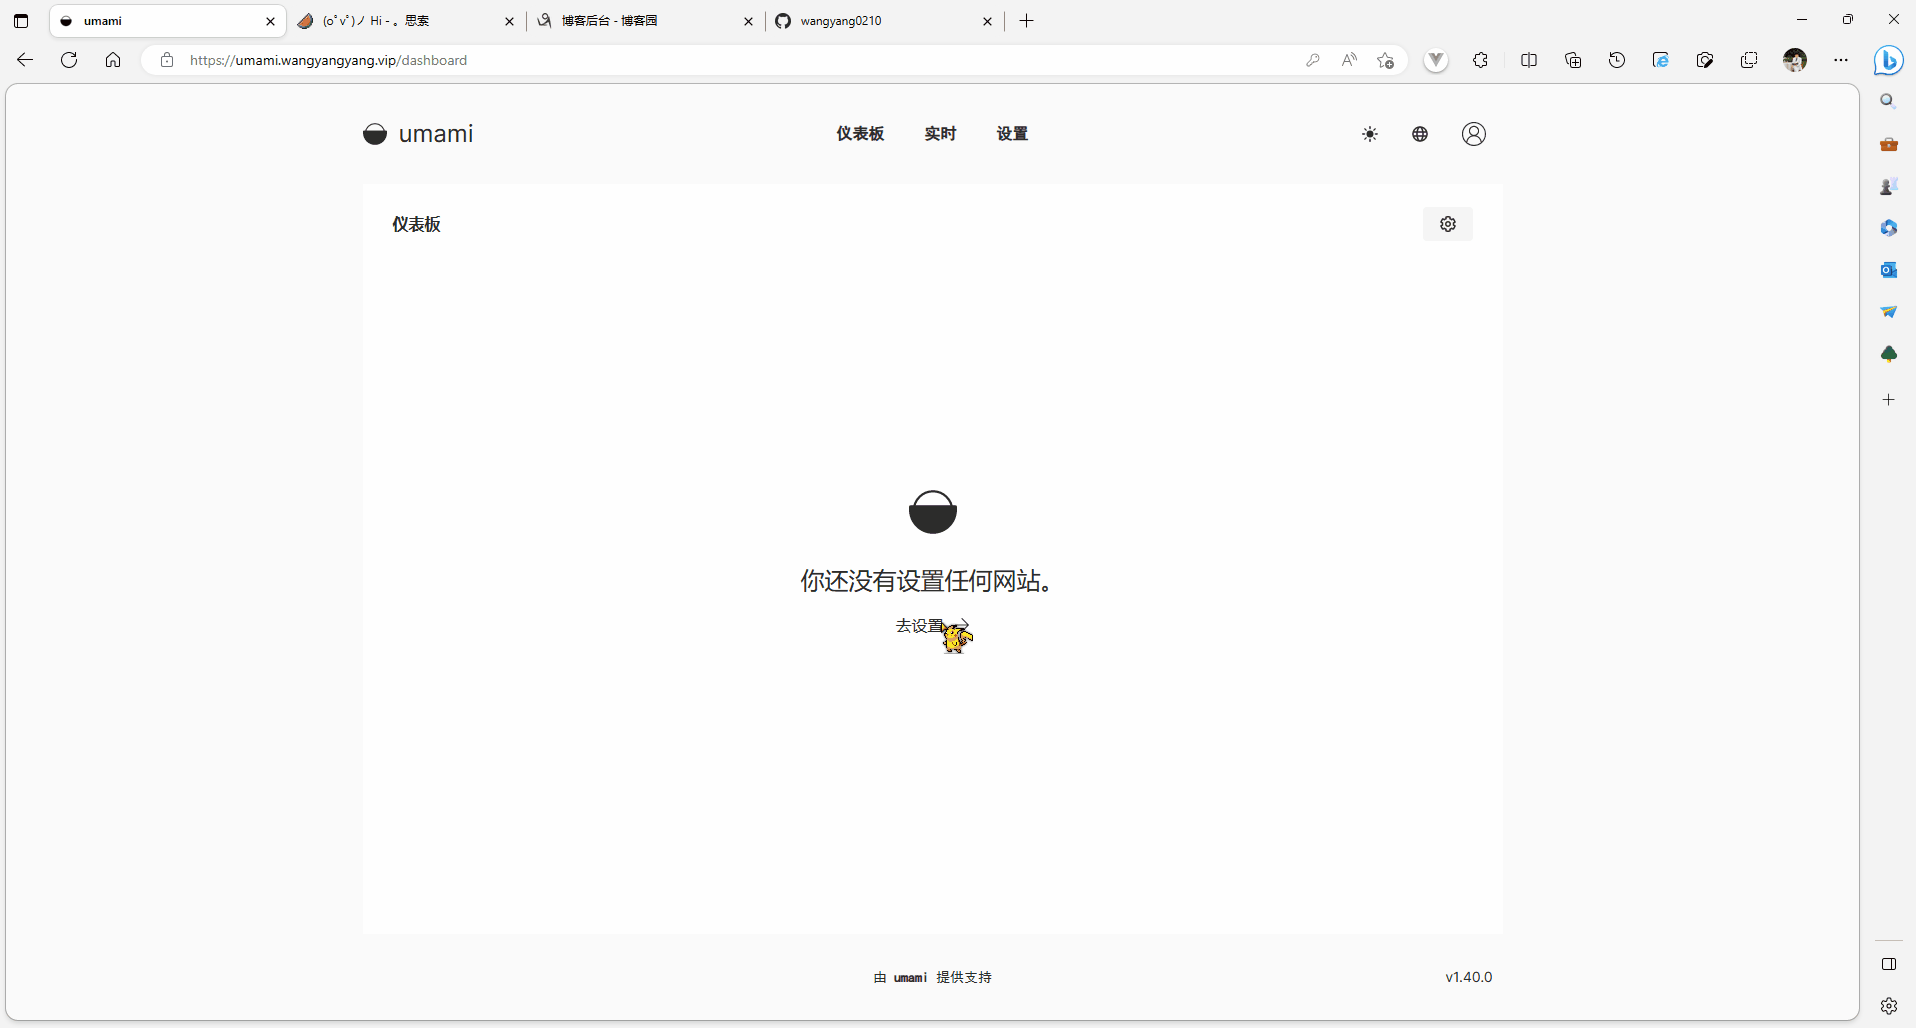 umami
(oﾟvﾟ)ノ Hi - 。思索
博客后台 - 博客园
wangyang0210
https://umami.wangyangyang.vip/dashboard
umami
仪表板
实时
设置
仪表板
你还没有设置任何网站。
去设置
由 umami 提供支持
v1.40.0